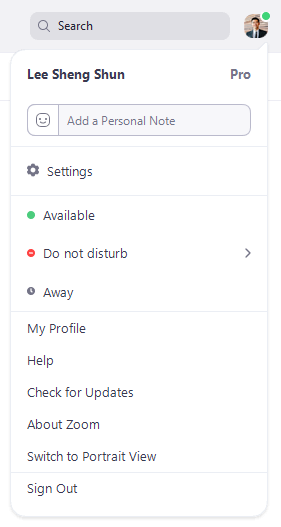 Search
Lee Sheng Shun Pro
Add a Personal Note
Settings
Available
Do not disturb
Away
My Profile
Help
Check for Updates
About Zoom
Switch to Portrait View
Sign Out